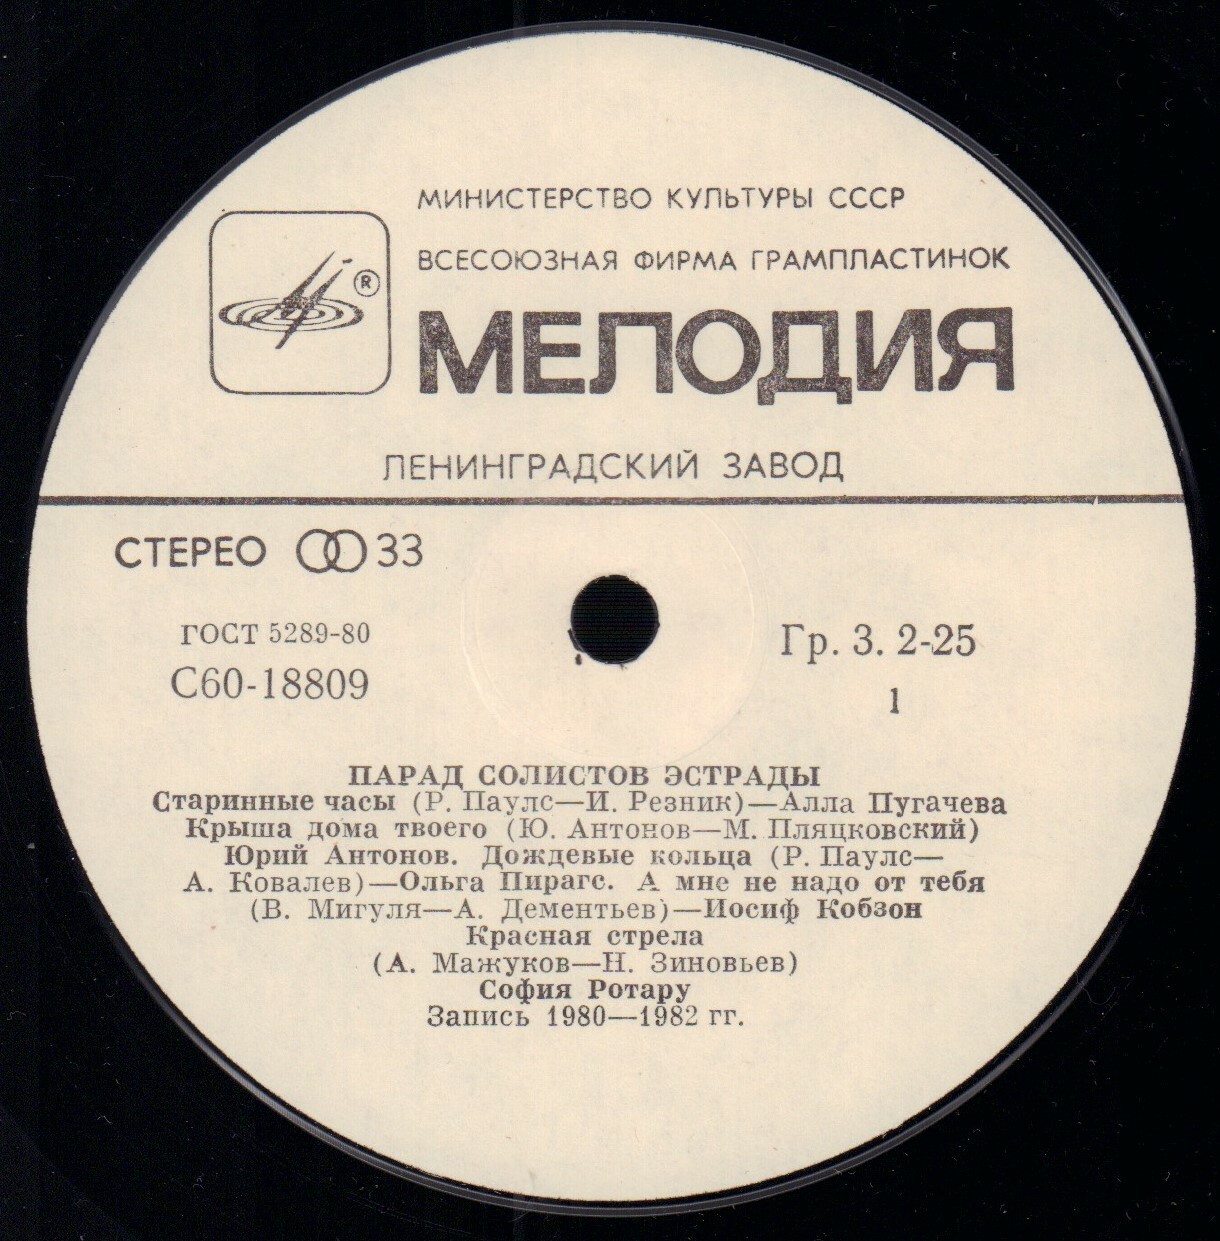 МИНИСТЕРСТВО КУЛЬТУРЫ СССР
ВСЕСОЮЗНАЯ ФИРМА ГРАМПЛАСТИНОК
®
МЕЛОДИЯ
ЛЕНИНГРАДСКИЙ ЗАВОД
СТЕРЕО 33
ГОСТ 5289-80
Гр. 3. 2-25
С60-18809
1
ПАРАД СОЛИСТОВ ЭСТРАДЫ
Старинные часы (Р. Паулс—И. Резник)—Алла Пугачева
Крыша дома твоего (Ю. Антонов—М. Пляцковский)
Юрий Антонов. Дождевые кольца (Р. Паулс—
А. Ковалев)—Ольга Пирагс. А мне не надо от тебя
(В. Мигуля—А. Дементьев)—Иосиф Кобзон
Красная стрела
(А. Мажуков—Н. Зиновьев)
София Ротару
Запись 1980—1982 гг.